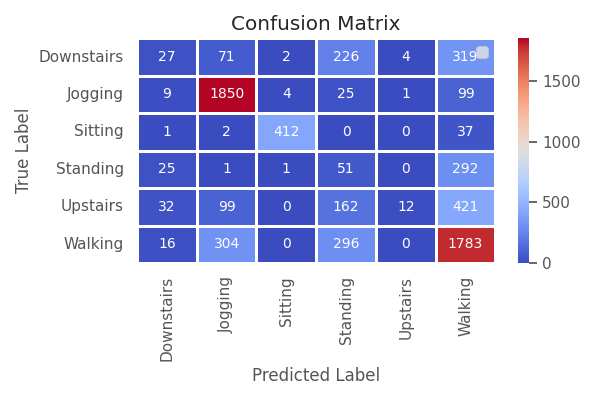 Confusion Matrix
True Label
Downstairs 27 71 2 226 4 319
Jogging 9 1850 4 25 1 99
Sitting 1 2 412 0 0 37
Standing 25 1 1 51 0 292
Upstairs 32 99 0 162 12 421
Walking 16 304 0 296 0 1783
Downstairs Jogging Sitting Standing Upstairs Walking
Predicted Label
1500
1000
500
0